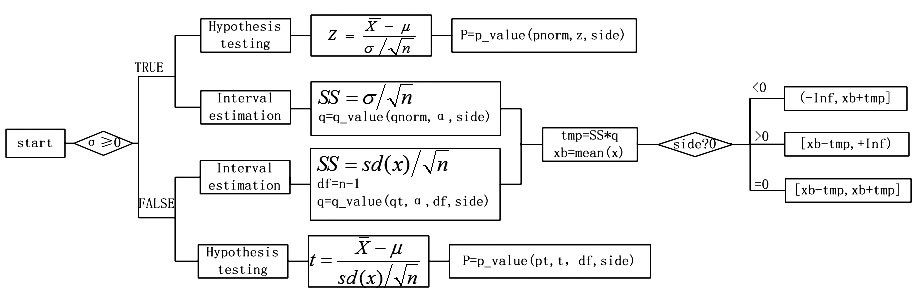 start
σ ≥0
TRUE
FALSE
Hypothesis
testing
Z = X̅ − μ / σ/√n
P=p_value(pnorm,z,side)
Interval
estimation
SS = σ/√n
q=q_value(qnorm,α,side)
Interval
estimation
SS = sd(x)/√n
df=n-1
q=q_value(qt,α,df,side)
Hypothesis
testing
t = X̅ − μ / sd(x)/√n
P=p_value(pt,t, df,side)
tmp=SS*q
xb=mean(x)
side?0
<0
(-Inf,xb+tmp]
>0
[xb-tmp,+Inf)
=0
[xb-tmp,xb+tmp]